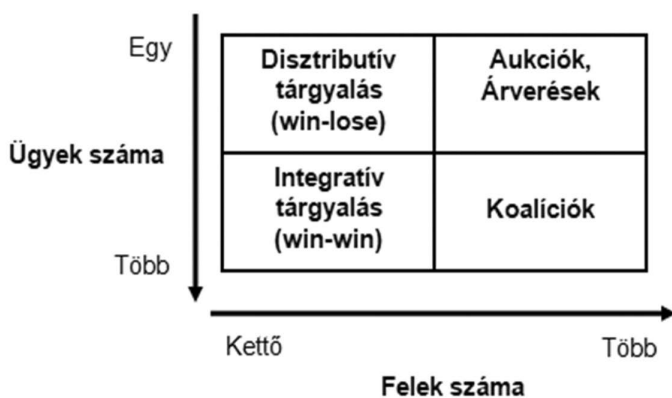 Egy
Disztributív
tárgyalás
(win-lose)
Aukciók,
Árverések
Ügyek száma
Integratív
tárgyalás
(win-win)
Koalíciók
Több
Kettő
Több
Felek száma